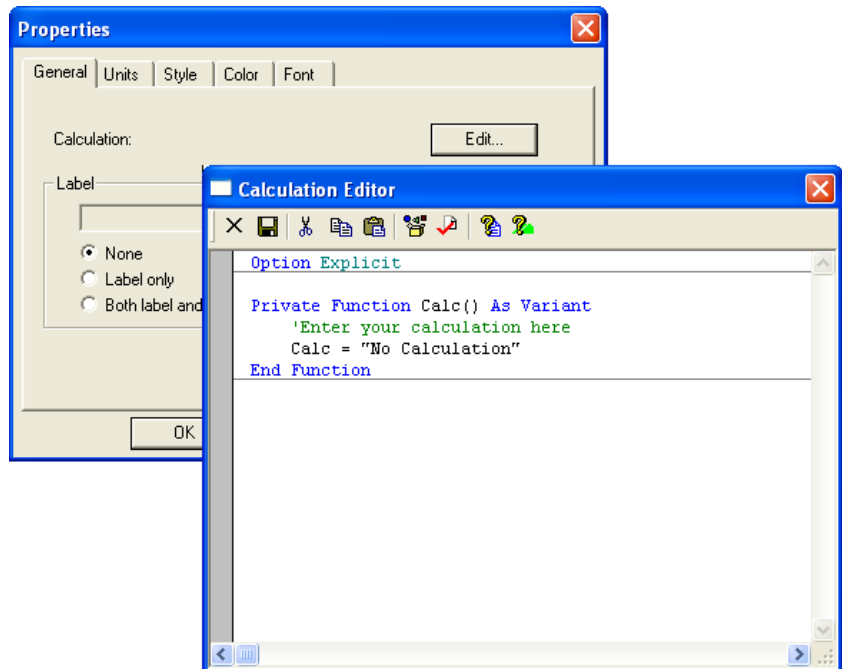 Properties
General Units Style Color Font
Calculation:
Edit...
Label
None
Label only
Both label and
OK
Calculation Editor
Option Explicit
Private Function Calc() As Variant
'Enter your calculation here
Calc = "No Calculation"
End Function